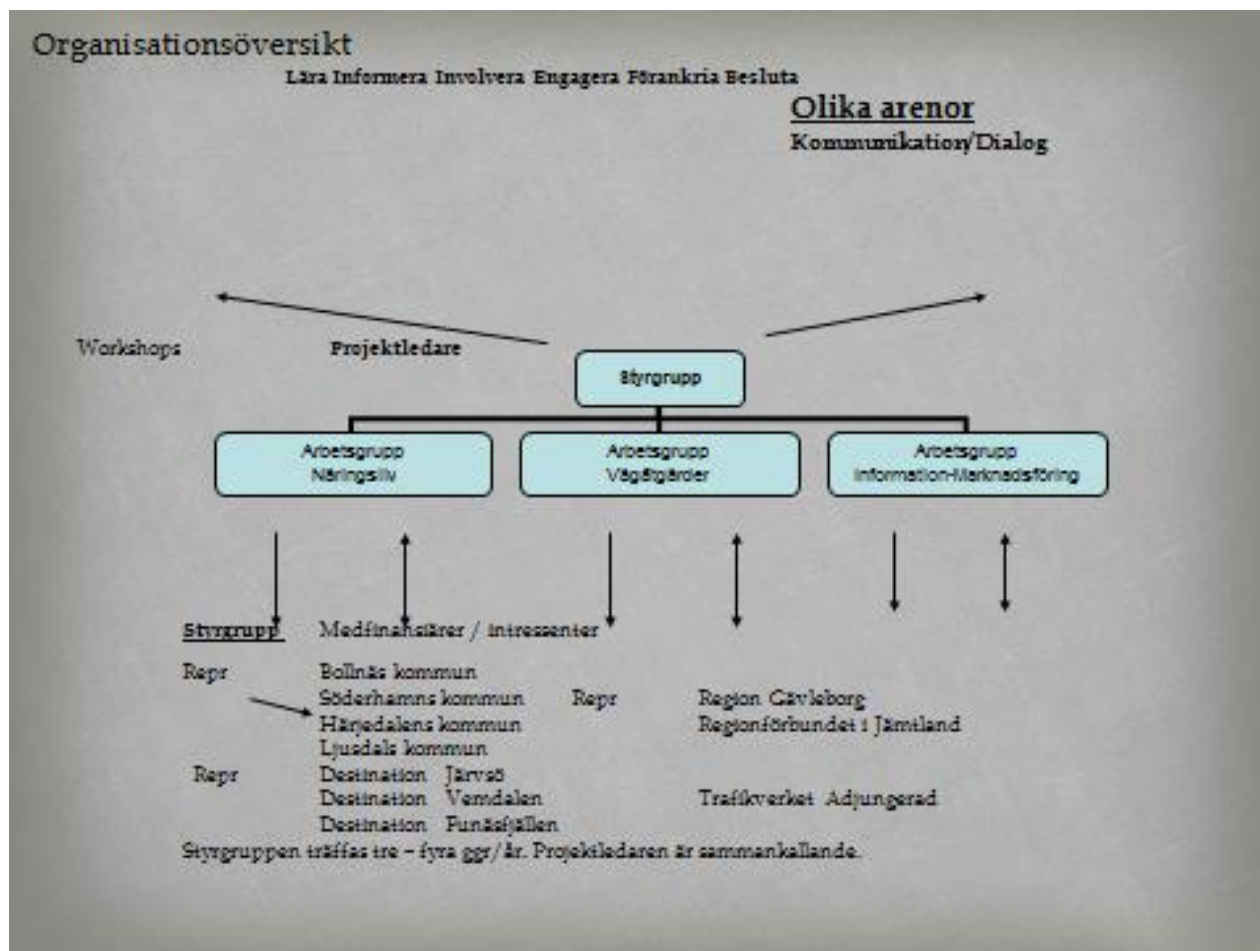 Organisationsöversikt
Lära Informera Involvera Engagera Förankria Besluta
Olika arenor
Kommunikation/Dialog
Workshops
Projektledare
Styrgrupp
Arbetsgrupp
Näringsliv
Arbetsgrupp
Vägåtgärder
Arbetsgrupp
Information-Marknadsföring
Styrgrupp Medfinansiärer / intressenter
Repr Bollnäs kommun
Söderhamns kommun Repr Region Gävleborg
Härjedalens kommun Regionförbundet i Jämtland
Ljusdals kommun
Repr Destination Järvsö
Destination Vemdalen Trafikverket Adjungerad
Destination Funäsfjällen
Styrgruppen träffas tre – fyra ggr/år. Projektledaren är sammankallande.